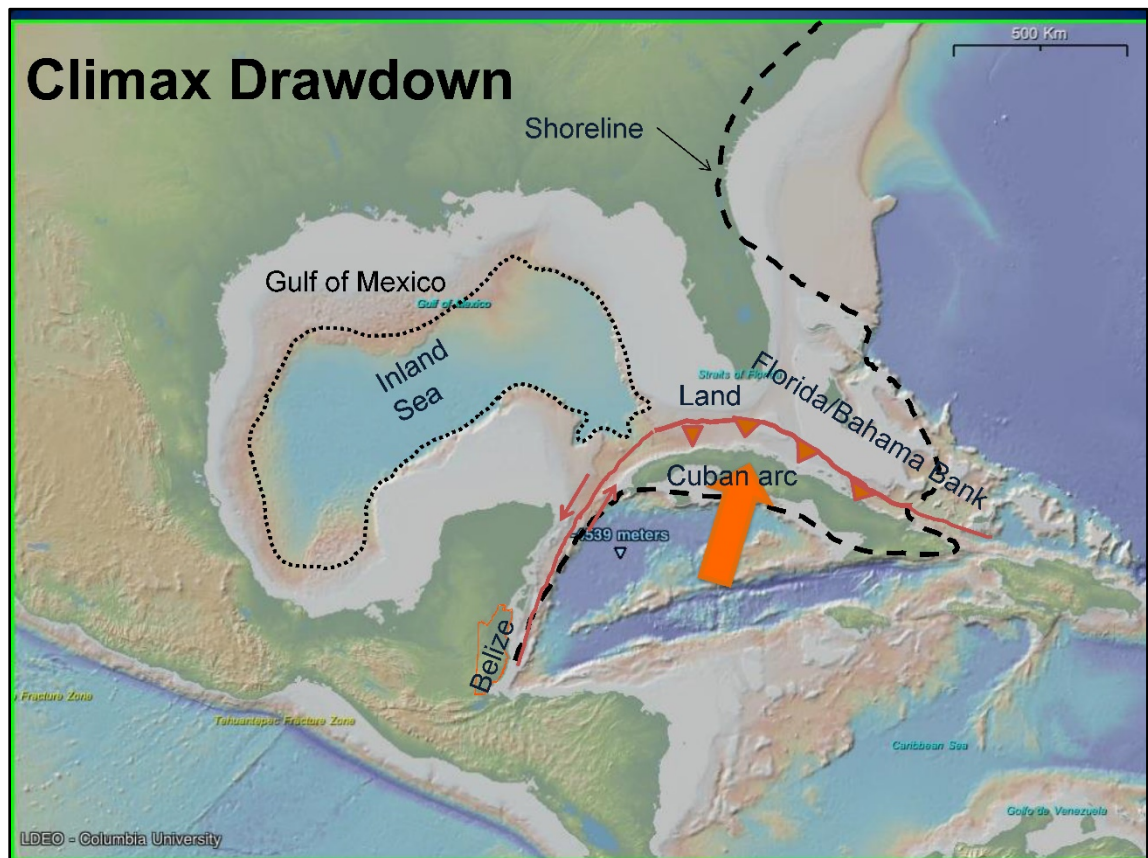 500 Km
Climax Drawdown
Shoreline
Gulf of Mexico
Gulf of Mexico
Inland
Sea
Straits of Florida
Land
Florida/Bahama Bank
Cuban arc
539 meters
Belize
Fracture Zone
Tehuantepec Fracture Zone
Caribbean Sea
Golfo de Venezuela
LDEO - Columbia University